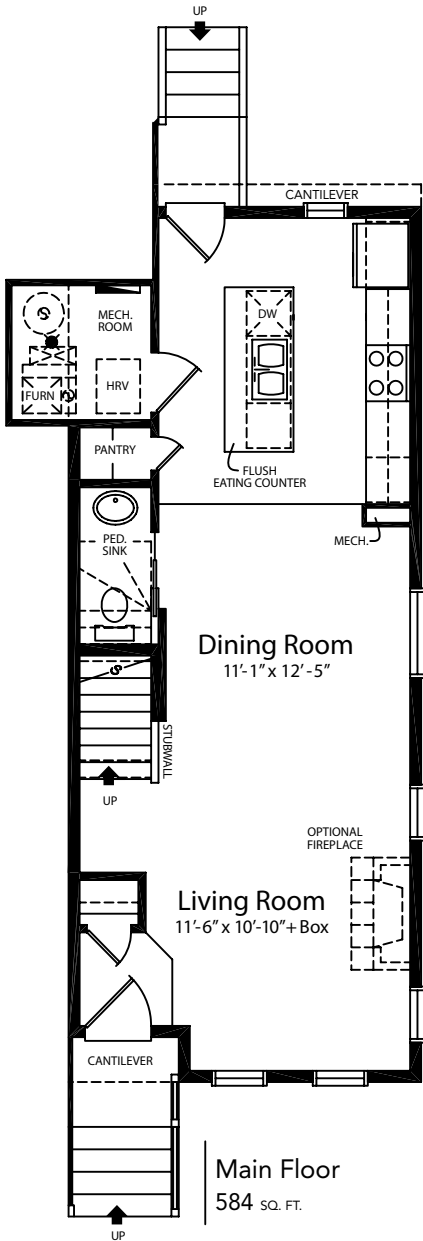 UP
CANTILEVER
MECH.
ROOM
DW
S
FURN
HRV
S
PANTRY
FLUSH
EATING COUNTER
PED.
SINK
MECH.
Dining Room
11'-1" x 12'-5"
S
STUBWALL
UP
OPTIONAL
FIREPLACE
Living Room
11'-6" x 10'-10"+ Box
CANTILEVER
Main Floor
584 SQ. FT.
UP